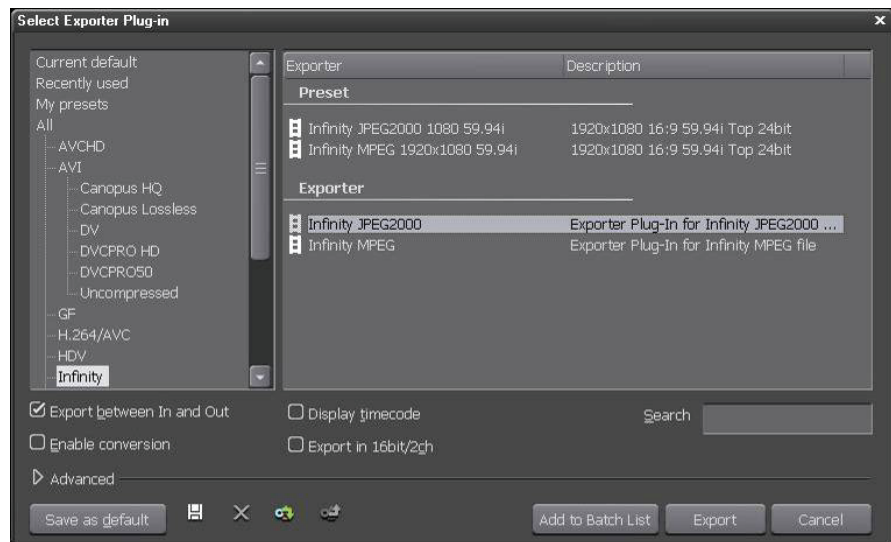 Select Exporter Plug-in
x
Current default
Recently used
My presets
All
AVCHD
AVI
Canopus HQ
Canopus Lossless
DV
DVCPRO HD
DVCPRO50
Uncompressed
GF
H.264/AVC
HDV
Infinity
Exporter Description
Preset
Infinity JPEG2000 1080 59.94i 1920x1080 16:9 59.94i Top 24bit
Infinity MPEG 1920x1080 59.94i 1920x1080 16:9 59.94i Top 24bit
Exporter
Infinity JPEG2000 Exporter Plug-In for Infinity JPEG2000 ...
Infinity MPEG Exporter Plug-In for Infinity MPEG file
Export between In and Out
Display timecode
Search
Enable conversion
Export in 16bit/2ch
Advanced
Save as default
Add to Batch List
Export
Cancel